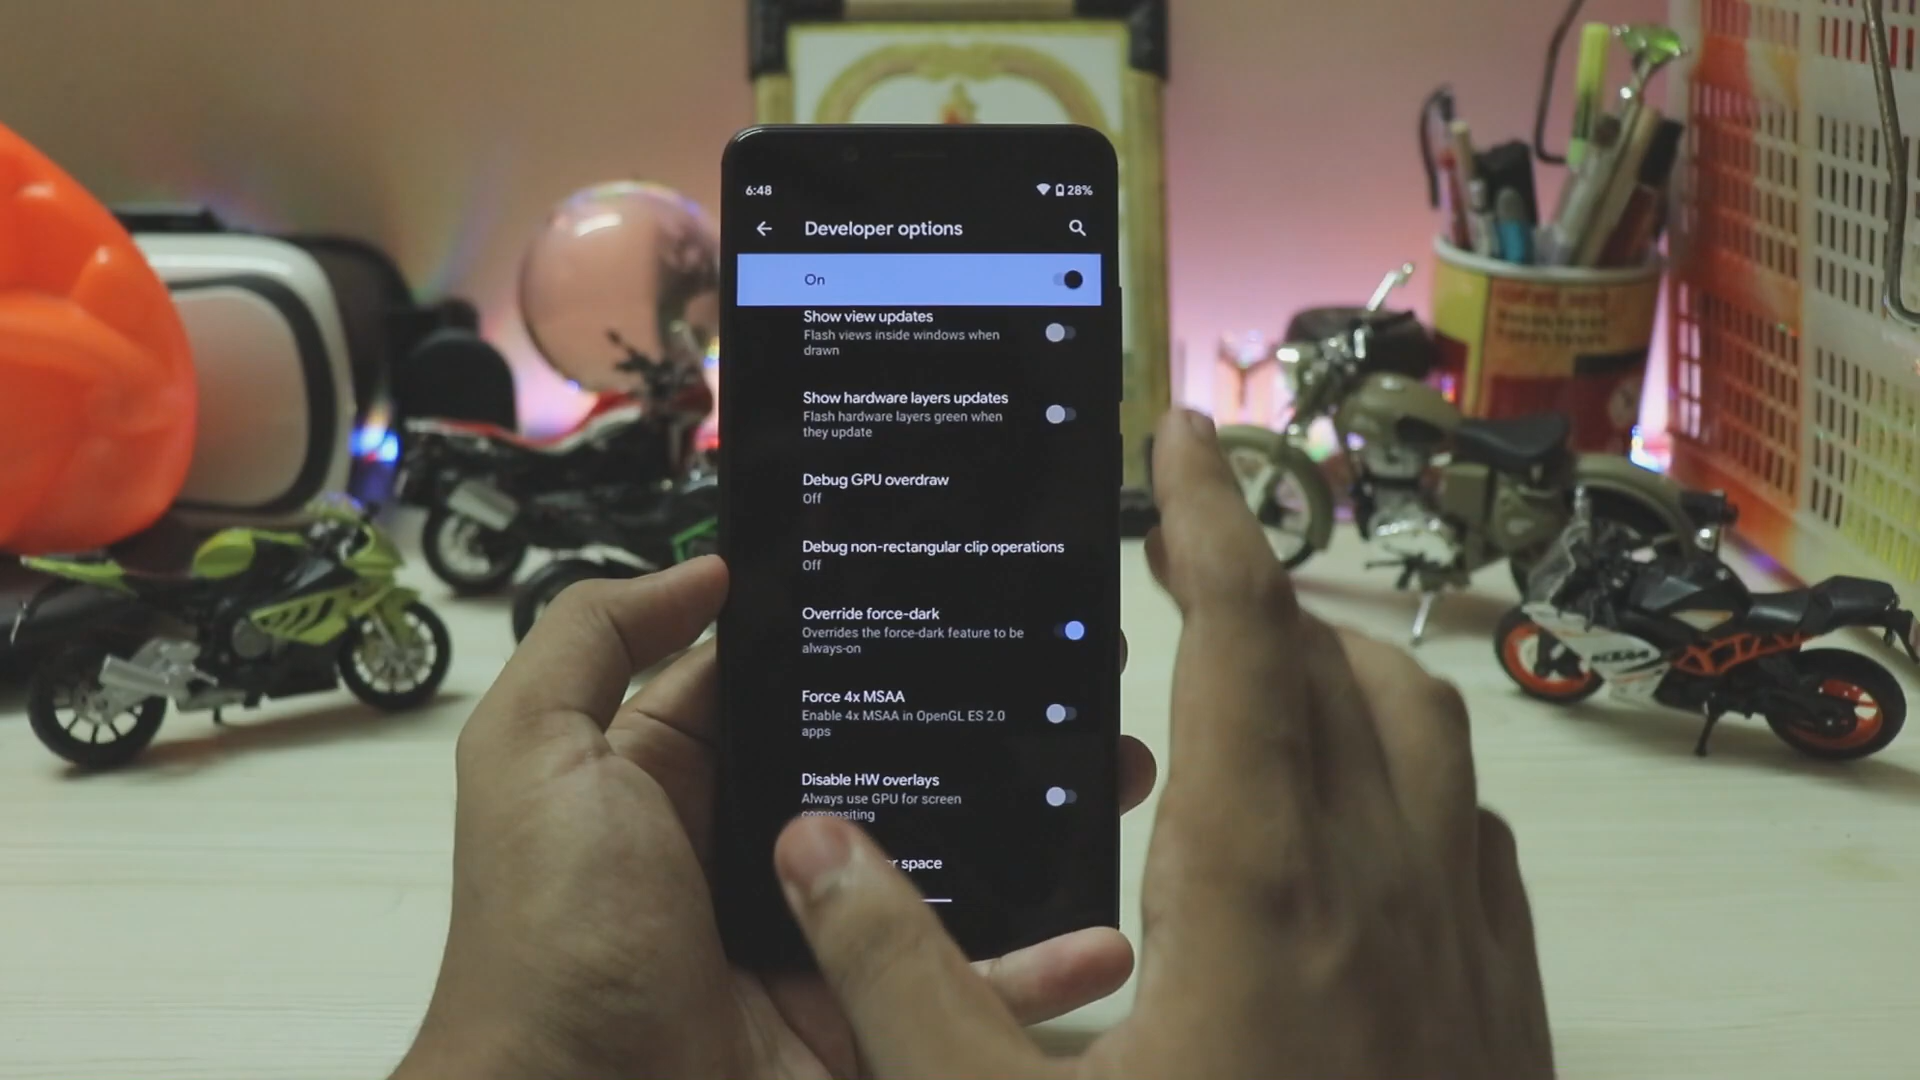 6:48
28%
Developer options
On
Show view updates
Flash views inside windows when
drawn
Show hardware layers updates
Flash hardware layers green when
they update
Debug GPU overdraw
Off
Debug non-rectangular clip operations
Off
Override force-dark
Overrides the force-dark feature to be
always-on
Force 4x MSAA
Enable 4x MSAA in OpenGL ES 2.0
apps
Disable HW overlays
Always use GPU for screen
compositing
space
KTM